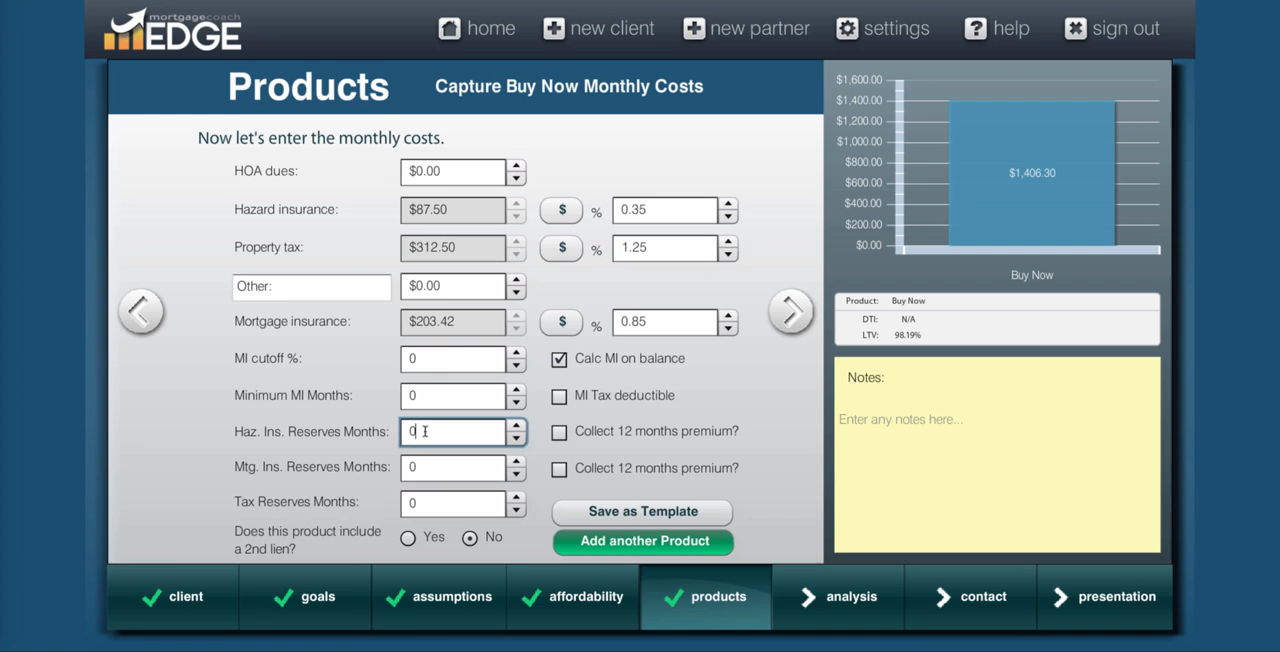 mortgagecoach
EDGE
home
new client
new partner
settings
help
sign out
Products
Capture Buy Now Monthly Costs
Now let's enter the monthly costs.
HOA dues: $0.00
Hazard insurance: $87.50 $ % 0.35
Property tax: $312.50 $ % 1.25
Other: $0.00
Mortgage insurance: $203.42 $ % 0.85
MI cutoff %: 0 Calc MI on balance
Minimum MI Months: 0 MI Tax deductible
Haz. Ins. Reserves Months: 0 Collect 12 months premium?
Mtg. Ins. Reserves Months: 0 Collect 12 months premium?
Tax Reserves Months: 0
Save as Template
Does this product include
a 2nd lien?
Yes No
Add another Product
$1,600.00
$1,400.00
$1,200.00
$1,000.00
$800.00
$600.00
$400.00
$200.00
$0.00
$1,406.30
Buy Now
Product: Buy Now
DTI: N/A
LTV: 98.19%
Notes:
Enter any notes here...
client
goals
assumptions
affordability
products
analysis
contact
presentation